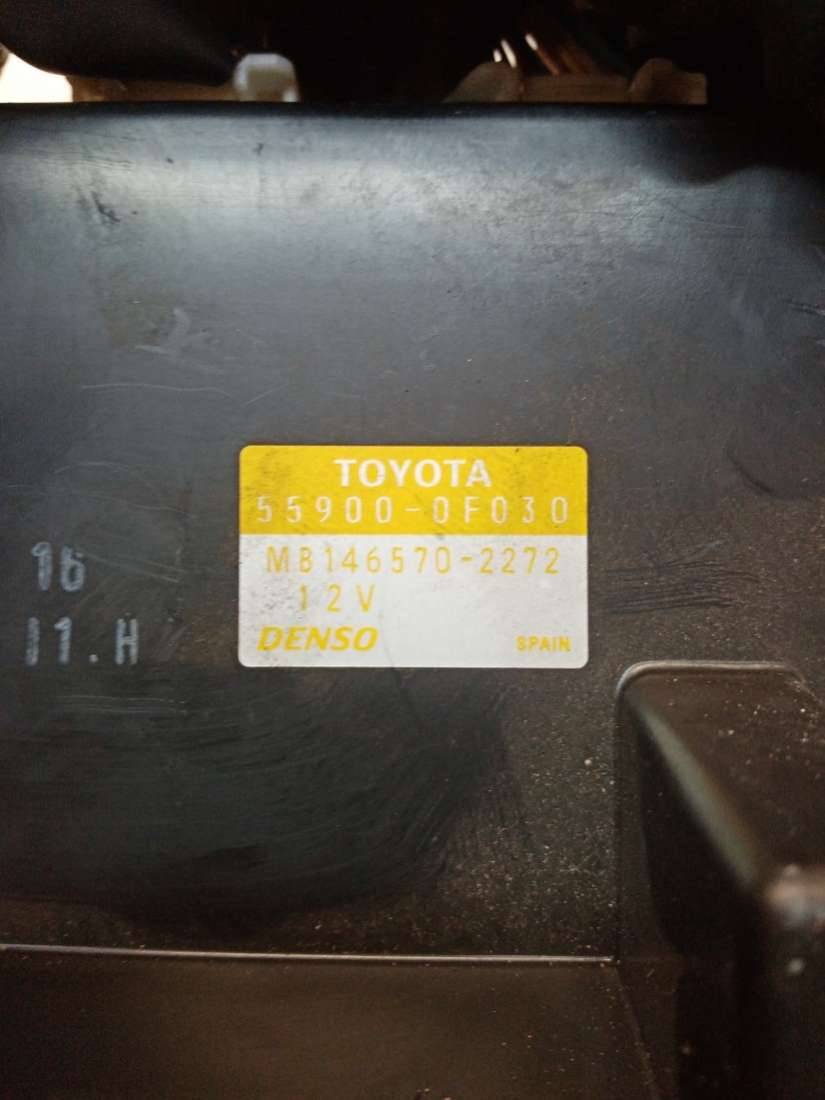 TOYOTA
55900-0F030
MB146570-2272
12V
DENSO SPAIN
16
11.H